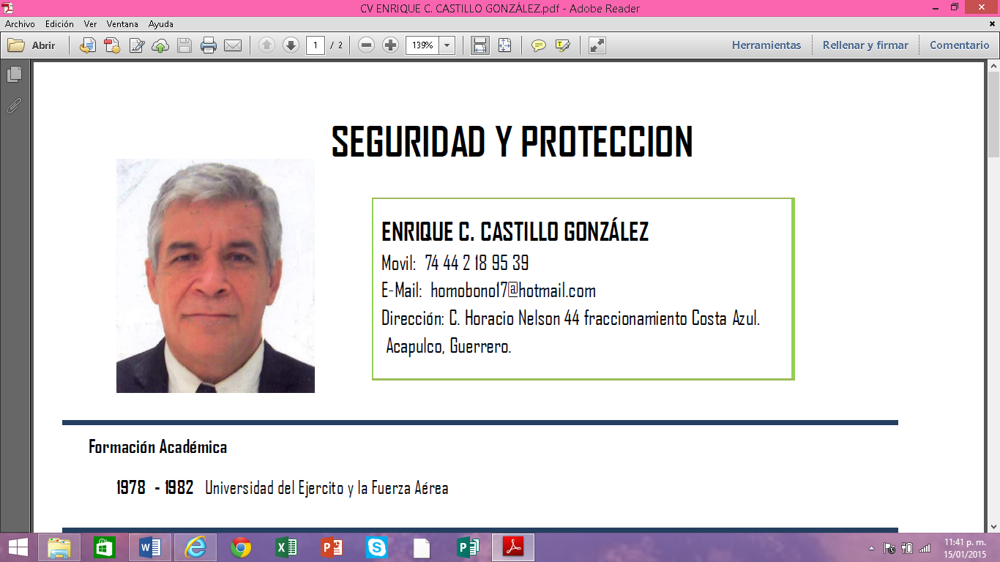 CV ENRIQUE C. CASTILLO GONZÁLEZ.pdf - Adobe Reader
Archivo Edición Ver Ventana Ayuda
Abrir 1 / 2 139% Herramientas Rellenar y firmar Comentario
SEGURIDAD Y PROTECCION
ENRIQUE C. CASTILLO GONZÁLEZ
Movil: 74 44 2 18 95 39
E-Mail: homobono17@hotmail.com
Dirección: C. Horacio Nelson 44 fraccionamiento Costa Azul.
Acapulco, Guerrero.
Formación Académica
1978 - 1982 Universidad del Ejercito y la Fuerza Aérea
11:41 p. m.
15/01/2015